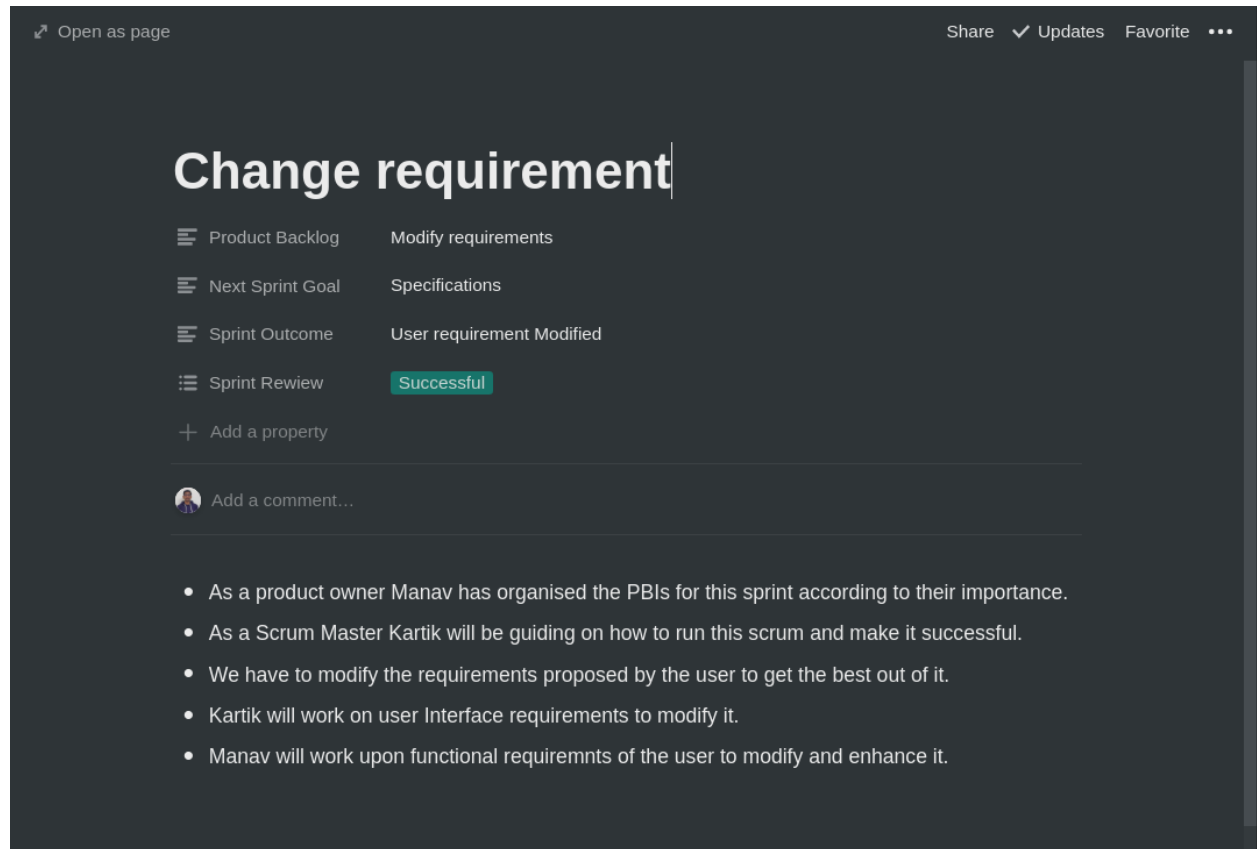 Open as page
Share Updates Favorite
Change requirement
Product Backlog Modify requirements
Next Sprint Goal Specifications
Sprint Outcome User requirement Modified
Sprint Rewiew Successful
Add a property
Add a comment…
As a product owner Manav has organised the PBIs for this sprint according to their importance.
As a Scrum Master Kartik will be guiding on how to run this scrum and make it successful.
We have to modify the requirements proposed by the user to get the best out of it.
Kartik will work on user Interface requirements to modify it.
Manav will work upon functional requiremnts of the user to modify and enhance it.